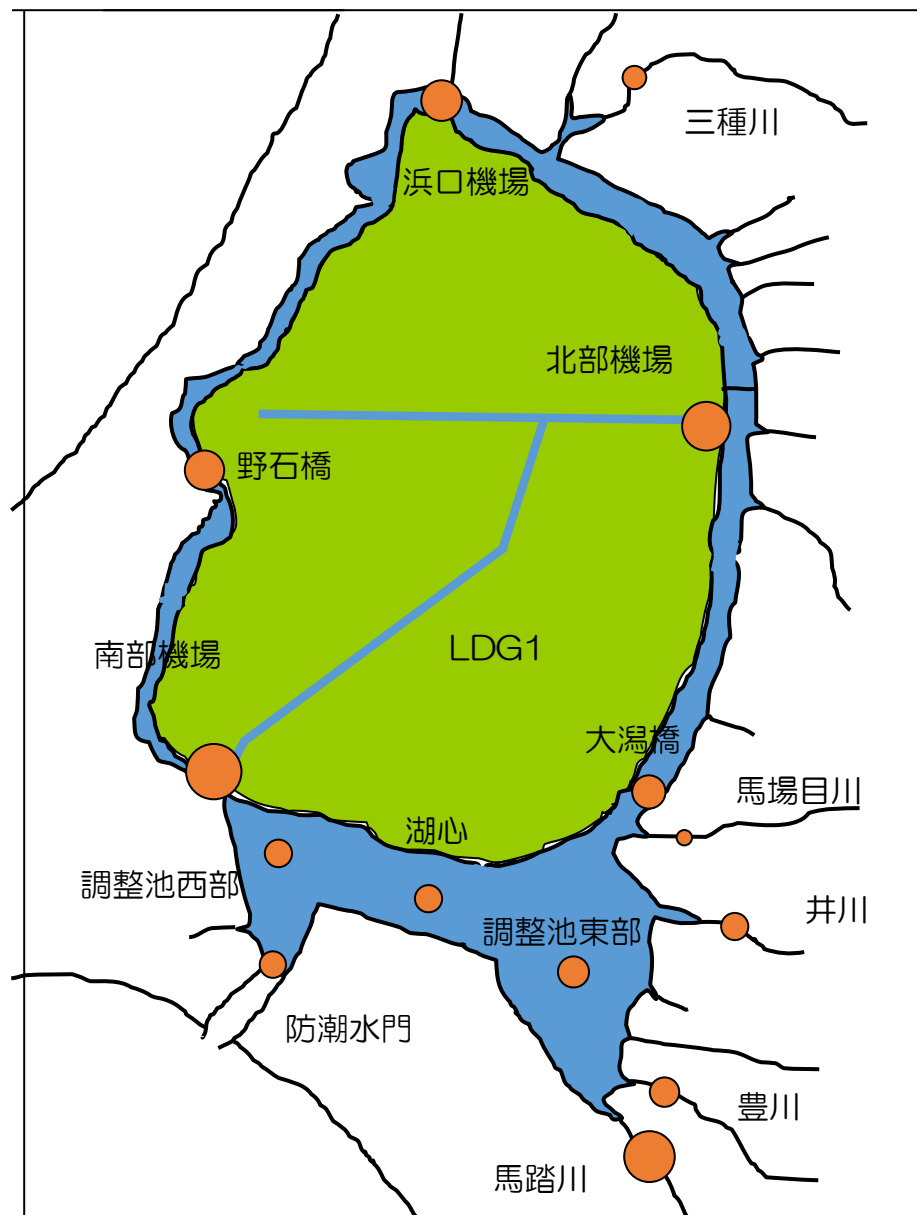 三種川
浜口機場
北部機場
野石橋
南部機場
LDG1
大潟橋
馬場目川
湖心
調整池西部
井川
調整池東部
防潮水門
豊川
馬踏川